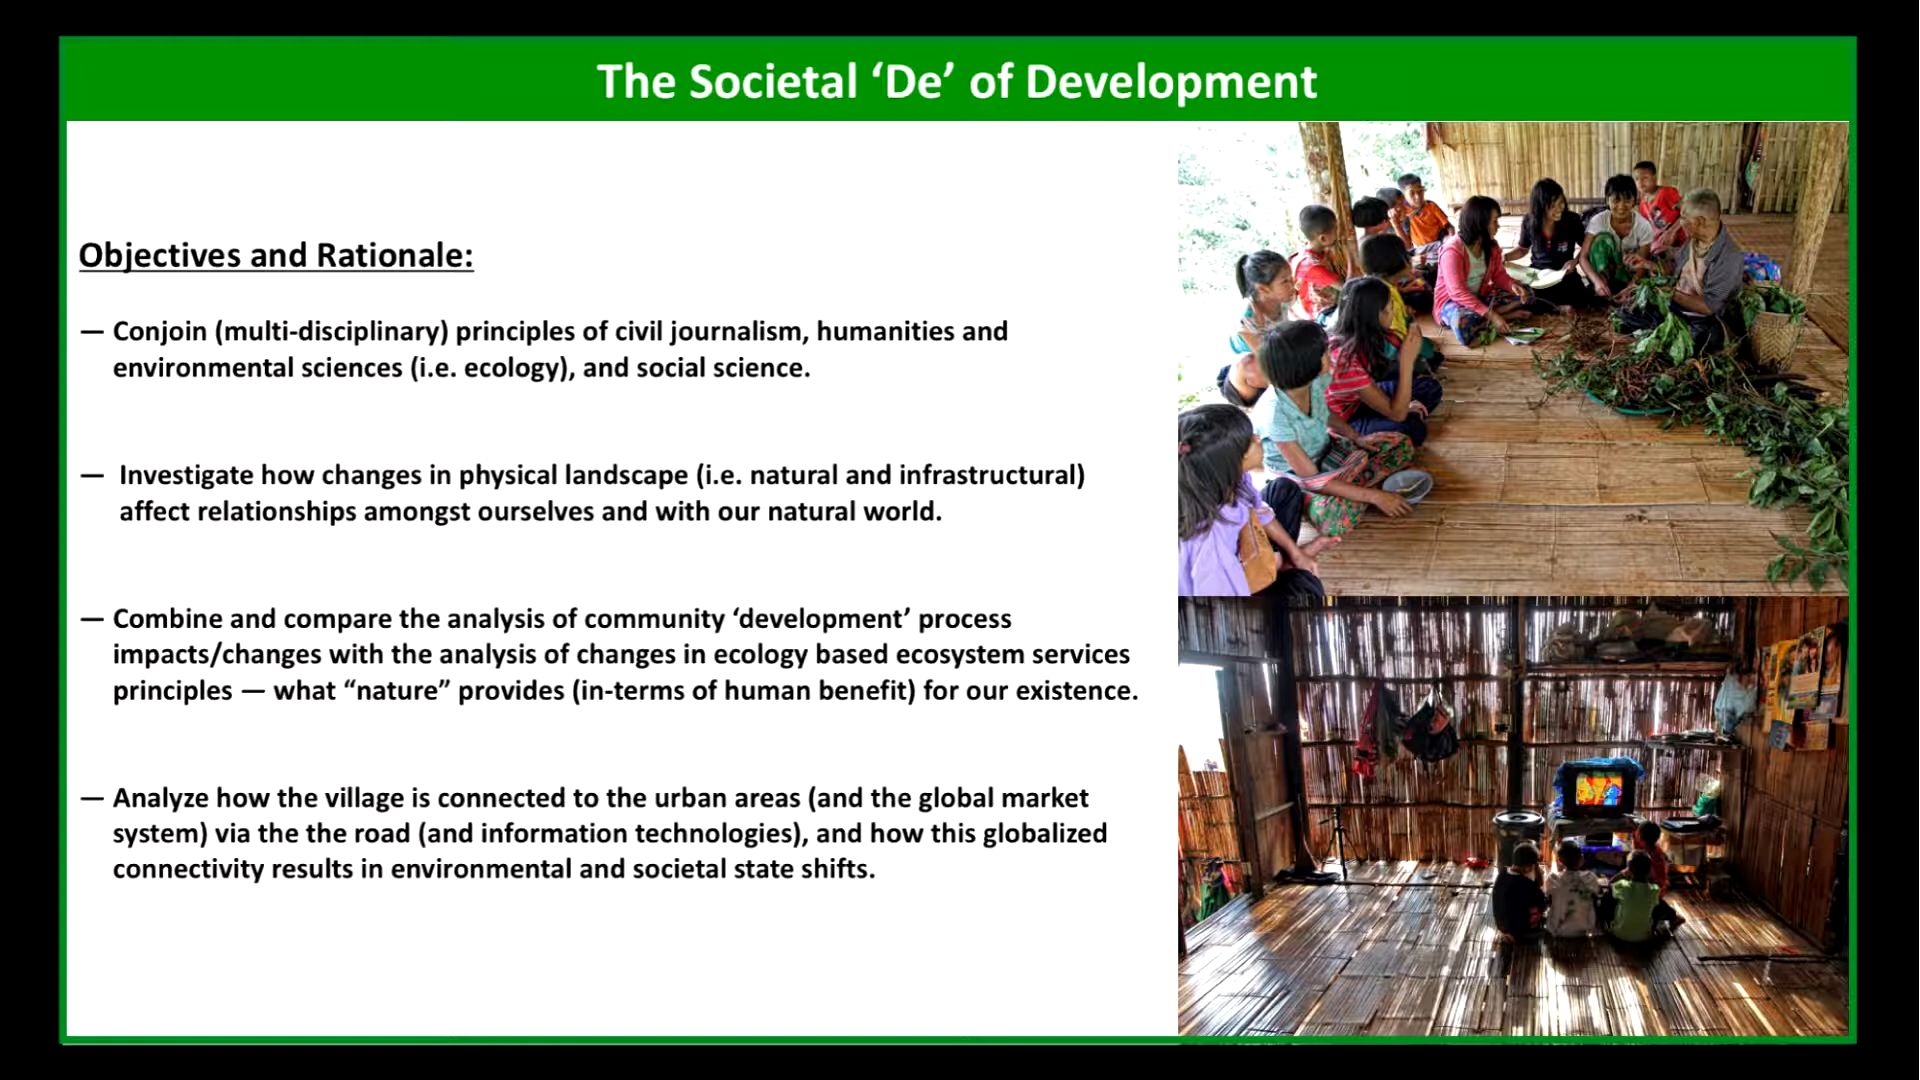 The Societal ‘De’ of Development
Objectives and Rationale:
— Conjoin (multi-disciplinary) principles of civil journalism, humanities and
environmental sciences (i.e. ecology), and social science.
— Investigate how changes in physical landscape (i.e. natural and infrastructural)
affect relationships amongst ourselves and with our natural world.
— Combine and compare the analysis of community ‘development’ process
impacts/changes with the analysis of changes in ecology based ecosystem services
principles — what “nature” provides (in-terms of human benefit) for our existence.
— Analyze how the village is connected to the urban areas (and the global market
system) via the the road (and information technologies), and how this globalized
connectivity results in environmental and societal state shifts.